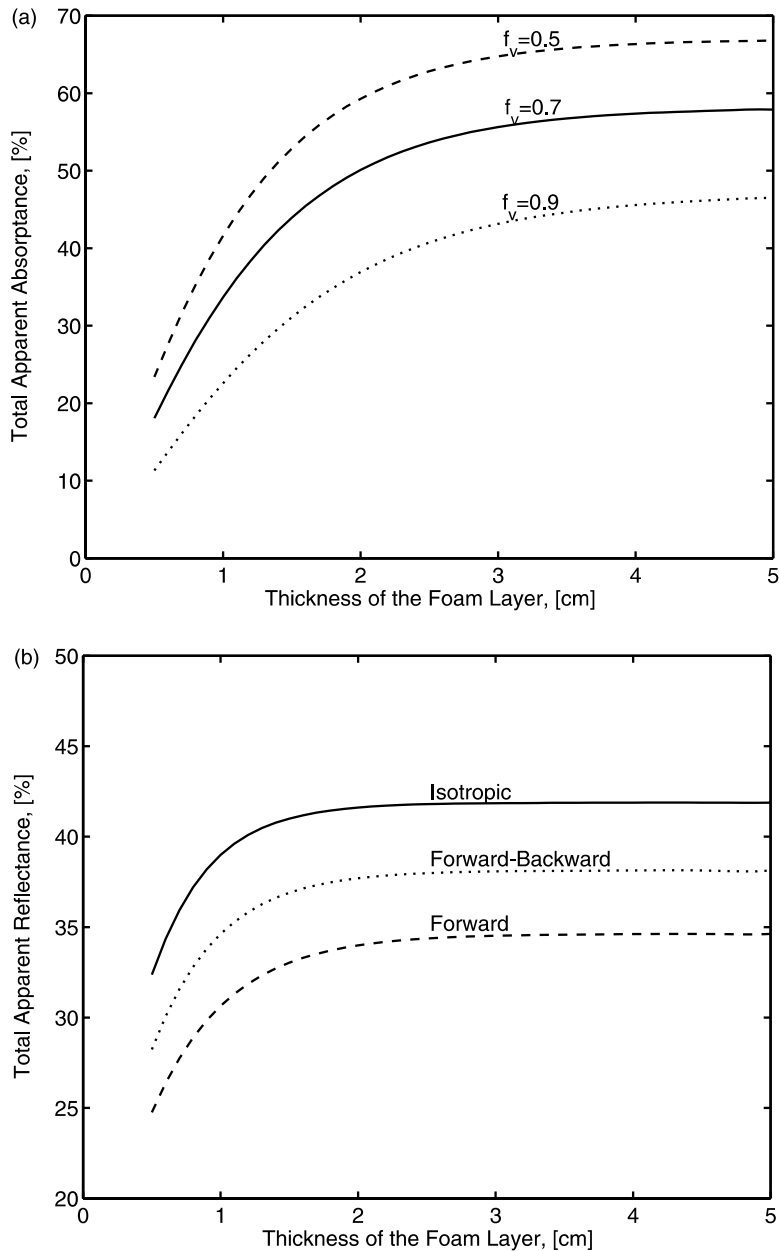 (a)
70
60
50
40
30
20
10
0
Total Apparent Absorptance, [%]
f_v=0.5
f_v=0.7
f_v=0.9
0 1 2 3 4 5
Thickness of the Foam Layer, [cm]
(b)
50
45
40
35
30
25
20
Total Apparent Reflectance, [%]
Isotropic
Forward-Backward
Forward
0 1 2 3 4 5
Thickness of the Foam Layer, [cm]